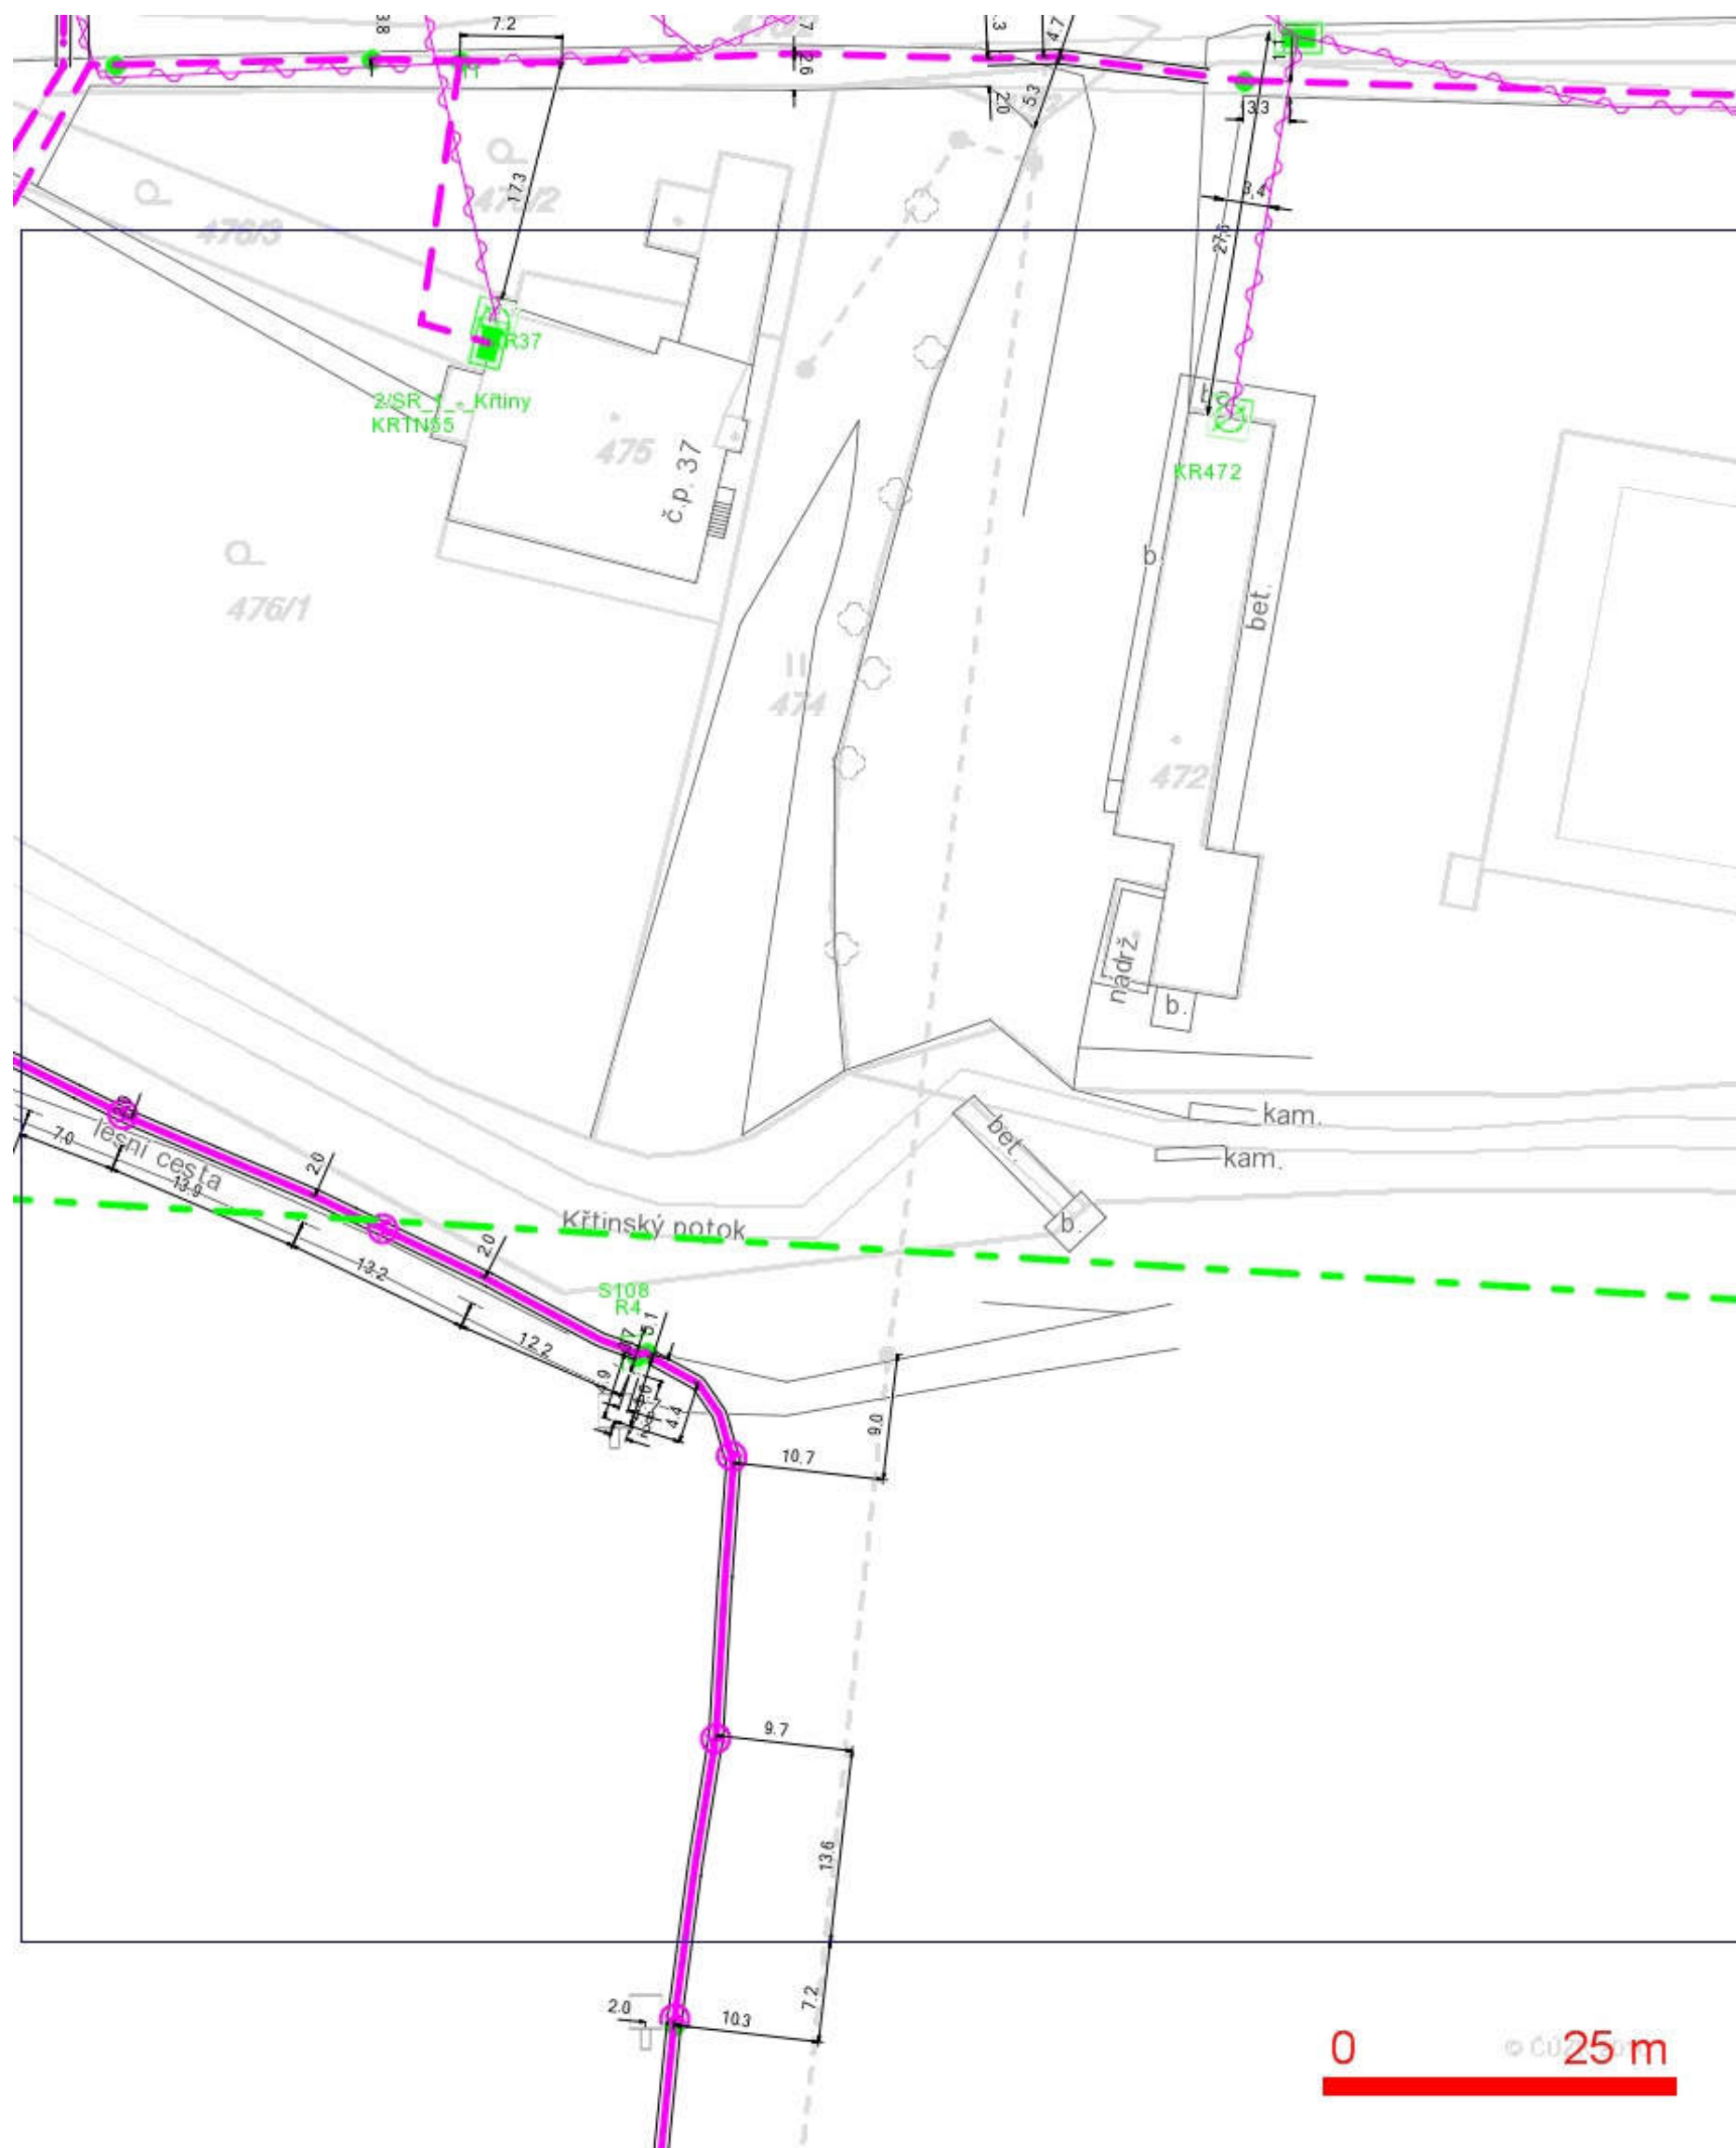 3.8
7.2
2.6
4.7
2.0
5.3
3.3
3.4
27.6
17.3
476/3
KR37
2/SR_1_-_Křtiny
KRTN55
475
č.p. 37
KR472
b.
bet.
476/1
474
472
nádrž.
b.
kam.
bet.
kam.
lesní cesta
7.0
13.9
2.0
Křtinský potok
b.
2.0
13.2
S108
R4
5.1
12.2
4.4
9.0
10.7
9.7
13.6
7.2
2.0
10.3
0
25 m